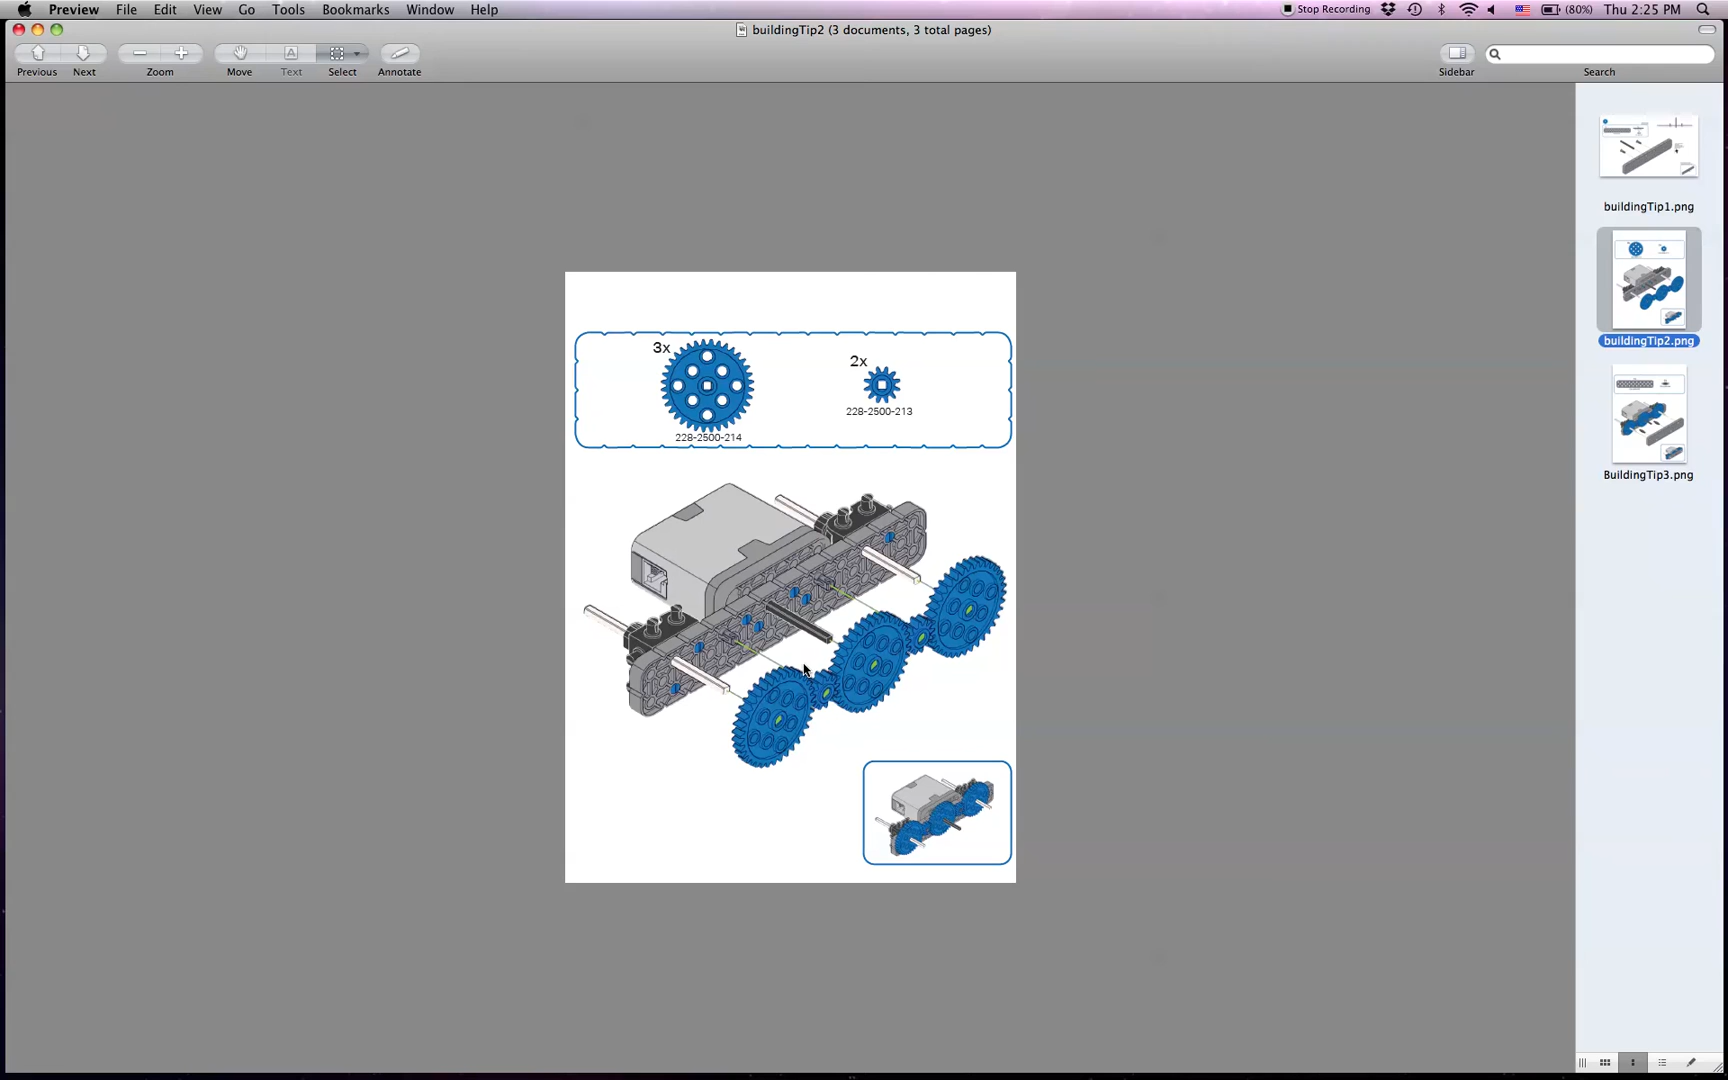 Preview File Edit View Go Tools Bookmarks Window Help Stop Recording (80%) Thu 2:25 PM
buildingTip2 (3 documents, 3 total pages)
Previous Next Zoom Move Text Select Annotate Sidebar Search
buildingTip1.png
buildingTip2.png
BuildingTip3.png
3x
228-2500-214
2x
228-2500-213